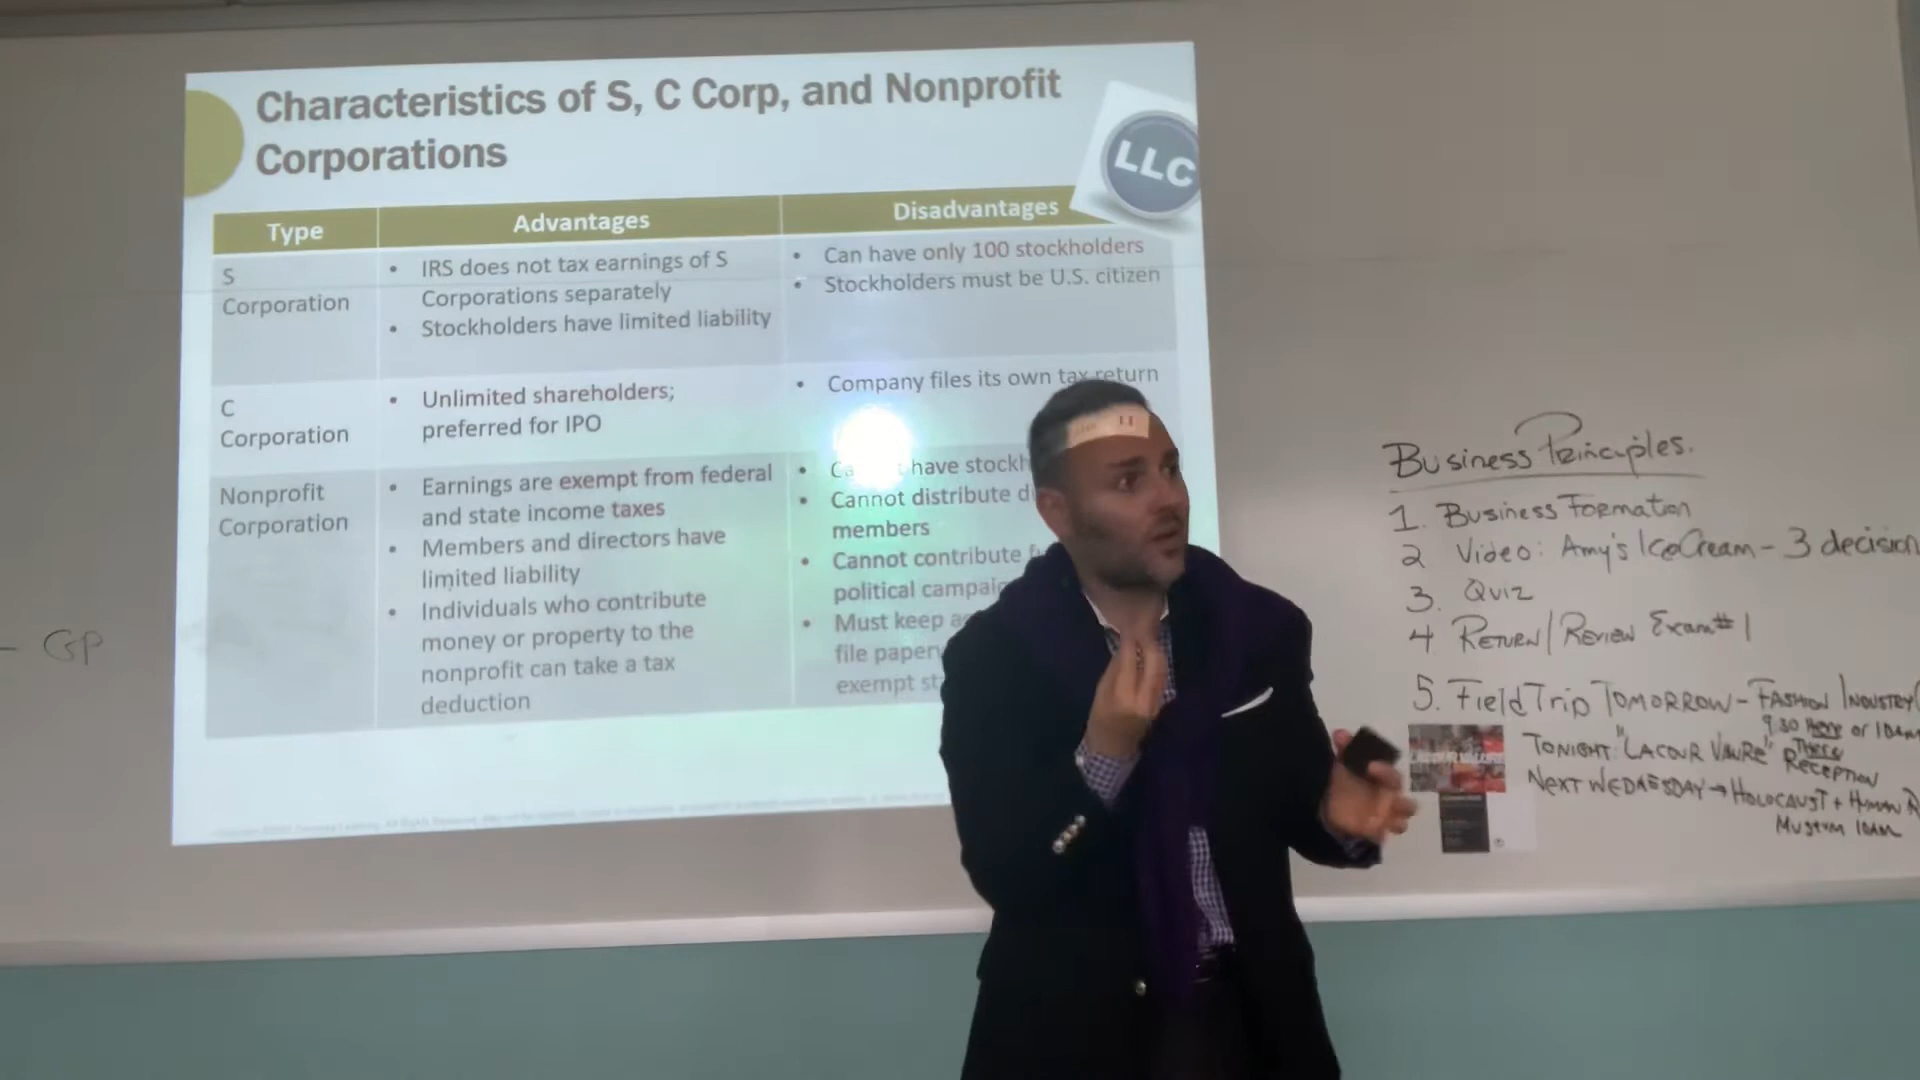 Characteristics of S, C Corp, and Nonprofit
Corporations
LLC
Type
Advantages
Disadvantages
S
Corporation
• IRS does not tax earnings of S
Corporations separately
• Stockholders have limited liability
• Can have only 100 stockholders
• Stockholders must be U.S. citizen
C
Corporation
• Unlimited shareholders;
preferred for IPO
• Company files its own tax return
Nonprofit
Corporation
• Earnings are exempt from federal
and state income taxes
• Members and directors have
limited liability
• Individuals who contribute
money or property to the
nonprofit can take a tax
deduction
• have
• Cannot distribute
members
• Cannot contribute
political
• Must keep
file
exempt
- GP
Business Principles.
1. Business Formation
2 Video: Amy's Ice Cream - 3 decision
3. Quiz
4 Return/Review Exam #1
5. Field Trip Tomorrow - Fashion Industry
9:30 Here or 10am
There
Tonight: "Lacour Vaure" Reception
Next Wednesday → Holocaust + Human
Museum 10am